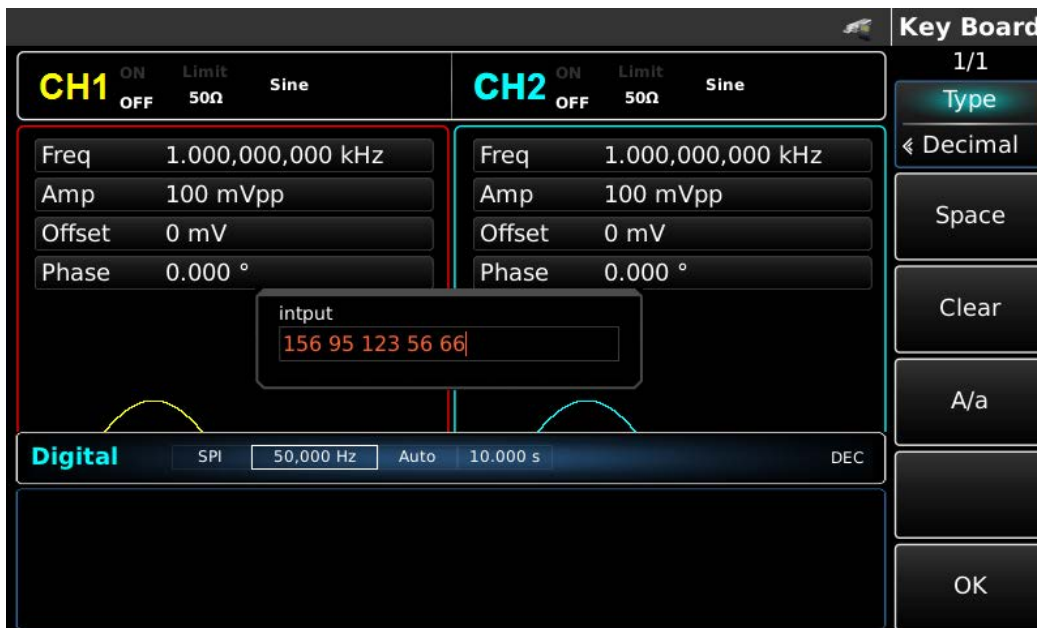 Key Board
1/1
CH1 ON OFF Limit 50Ω Sine
CH2 ON OFF Limit 50Ω Sine
Type
« Decimal
Freq 1.000,000,000 kHz
Freq 1.000,000,000 kHz
Amp 100 mVpp
Amp 100 mVpp
Space
Offset 0 mV
Offset 0 mV
Phase 0.000 °
Phase 0.000 °
intput
156 95 123 56 66
Clear
A/a
Digital SPI 50,000 Hz Auto 10.000 s DEC
OK